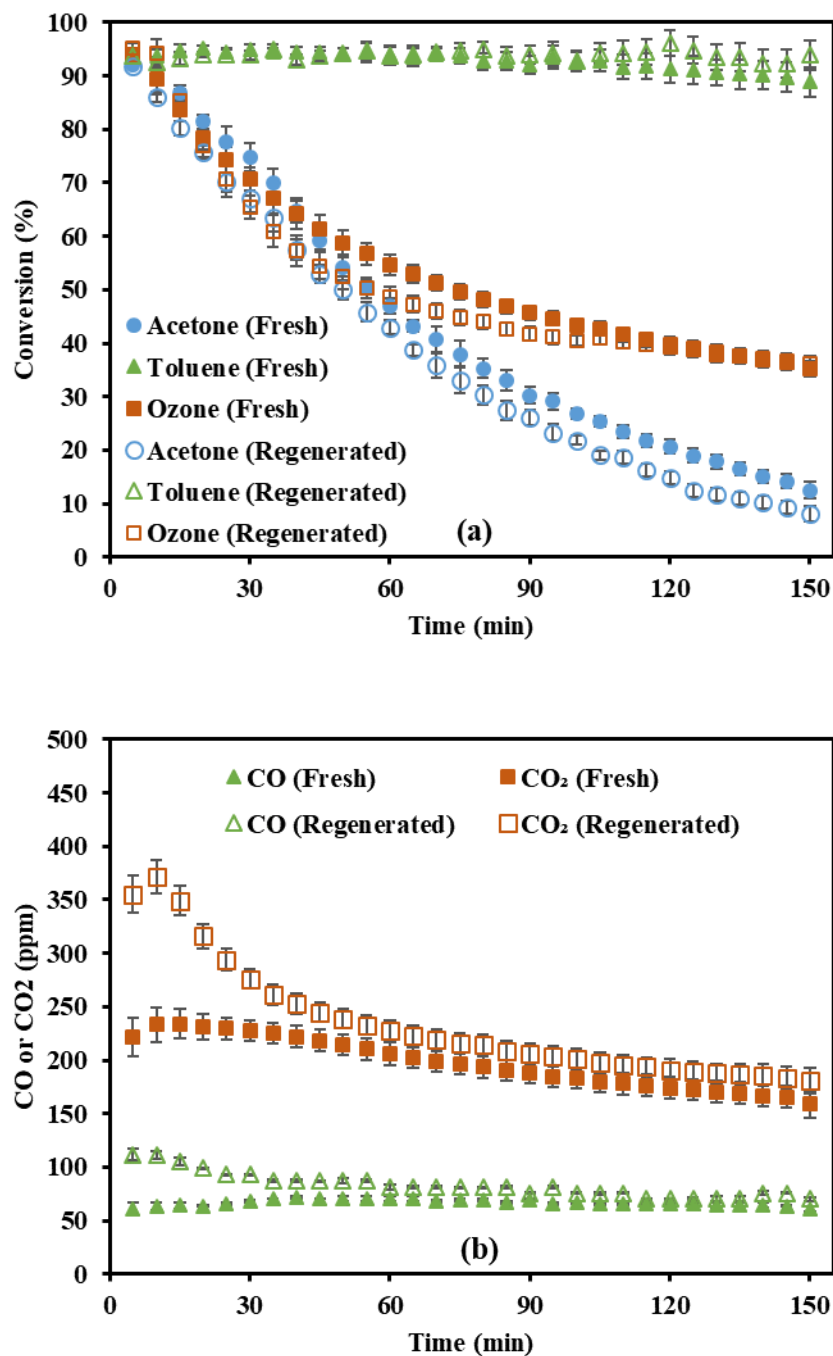 100
90
80
70
60
50
40
30
20
10
0
Conversion (%)
Acetone (Fresh)
Toluene (Fresh)
Ozone (Fresh)
Acetone (Regenerated)
Toluene (Regenerated)
Ozone (Regenerated)
(a)
0 30 60 90 120 150
Time (min)
500
450
400
350
300
250
200
150
100
50
0
CO or CO2 (ppm)
CO (Fresh) CO₂ (Fresh)
CO (Regenerated) CO₂ (Regenerated)
(b)
0 30 60 90 120 150
Time (min)